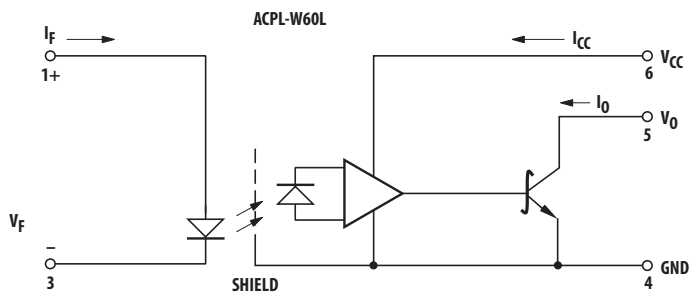 ACPL-W60L
IF
1+
ICC
VCC
6
IO
VO
5
VF
–
3
SHIELD
GND
4